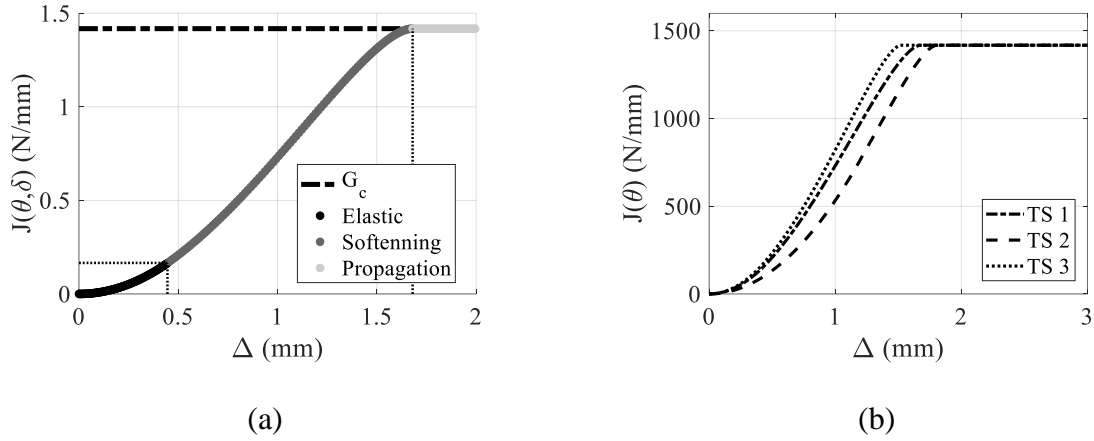 1.5
1
0.5
0
J(θ,δ) (N/mm)
G_c
Elastic
Softenning
Propagation
0 0.5 1 1.5 2
Δ (mm)
(a)
1500
1000
500
0
J(θ) (N/mm)
TS 1
TS 2
TS 3
0 1 2 3
Δ (mm)
(b)